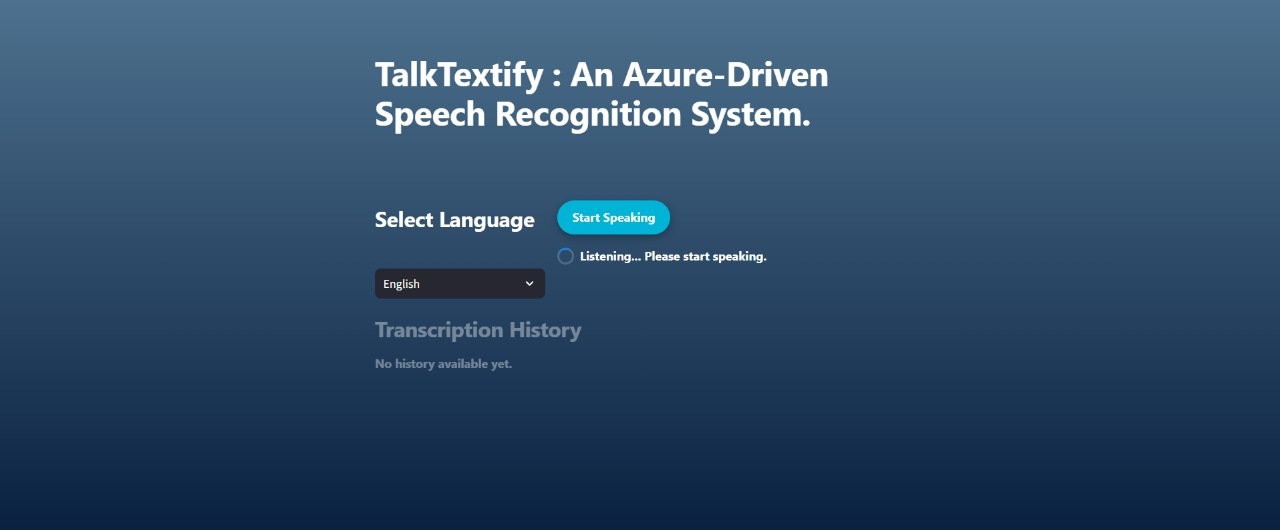 TalkTextify : An Azure-Driven
Speech Recognition System.
Select Language
Start Speaking
Listening... Please start speaking.
English
Transcription History
No history available yet.